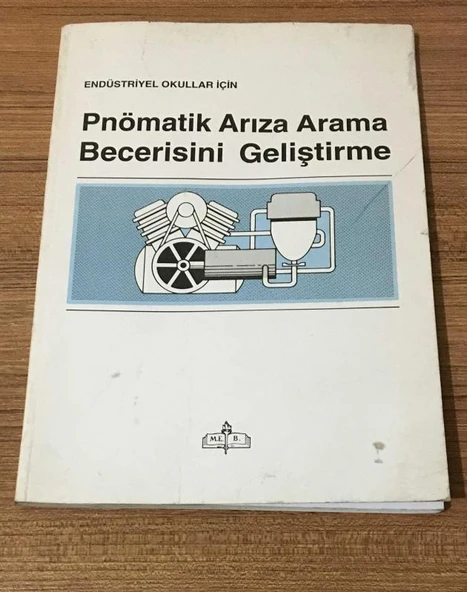 ENDÜSTRİYEL OKULLAR İÇİN
Pnömatik Arıza Arama
Becerisini Geliştirme
M.E. B.